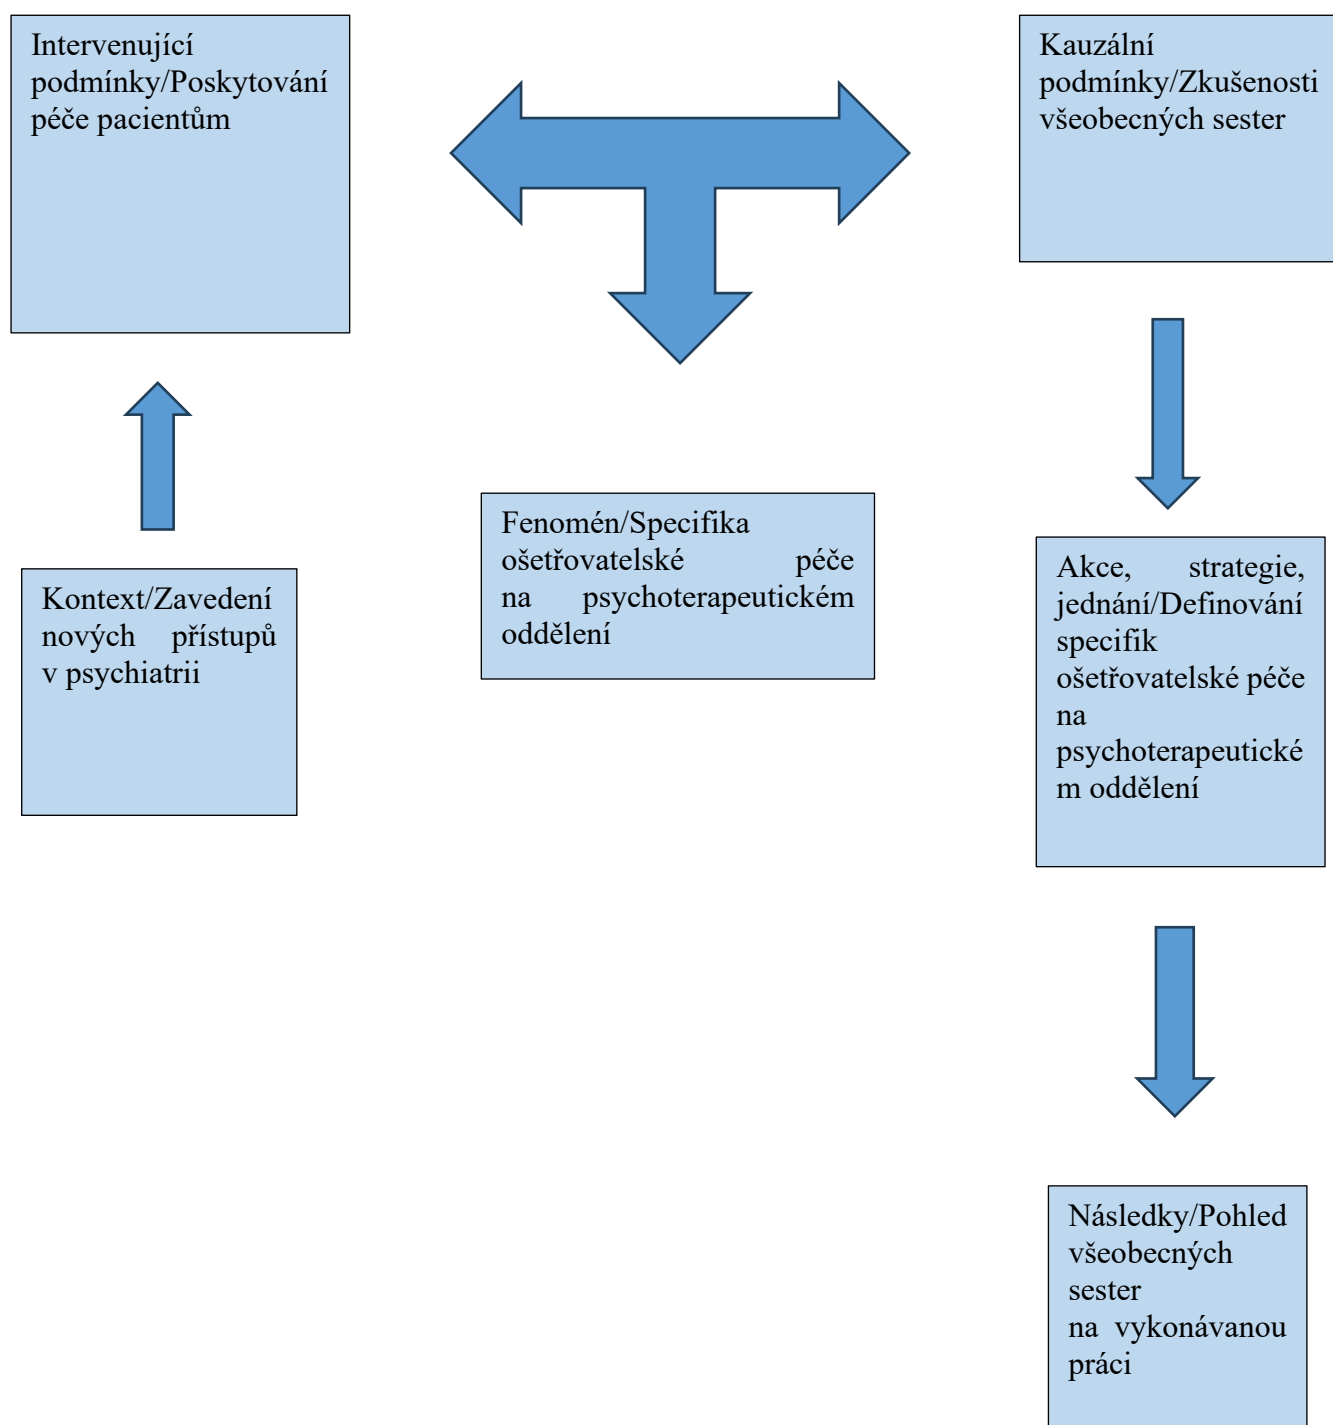 Intervenující
podmínky/Poskytování
péče pacientům
Kauzální
podmínky/Zkušenosti
všeobecných sester
Fenomén/Specifika
ošetřovatelské péče
na psychoterapeutickém
oddělení
Kontext/Zavedení
nových přístupů
v psychiatrii
Akce, strategie,
jednání/Definování
specifik
ošetřovatelské péče
na
psychoterapeutické
m oddělení
Následky/Pohled
všeobecných
sester
na vykonávanou
práci